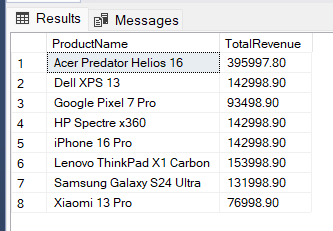 Results Messages
ProductName TotalRevenue
1 Acer Predator Helios 16 395997.80
2 Dell XPS 13 142998.90
3 Google Pixel 7 Pro 93498.90
4 HP Spectre x360 142998.90
5 iPhone 16 Pro 142998.90
6 Lenovo ThinkPad X1 Carbon 153998.90
7 Samsung Galaxy S24 Ultra 131998.90
8 Xiaomi 13 Pro 76998.90